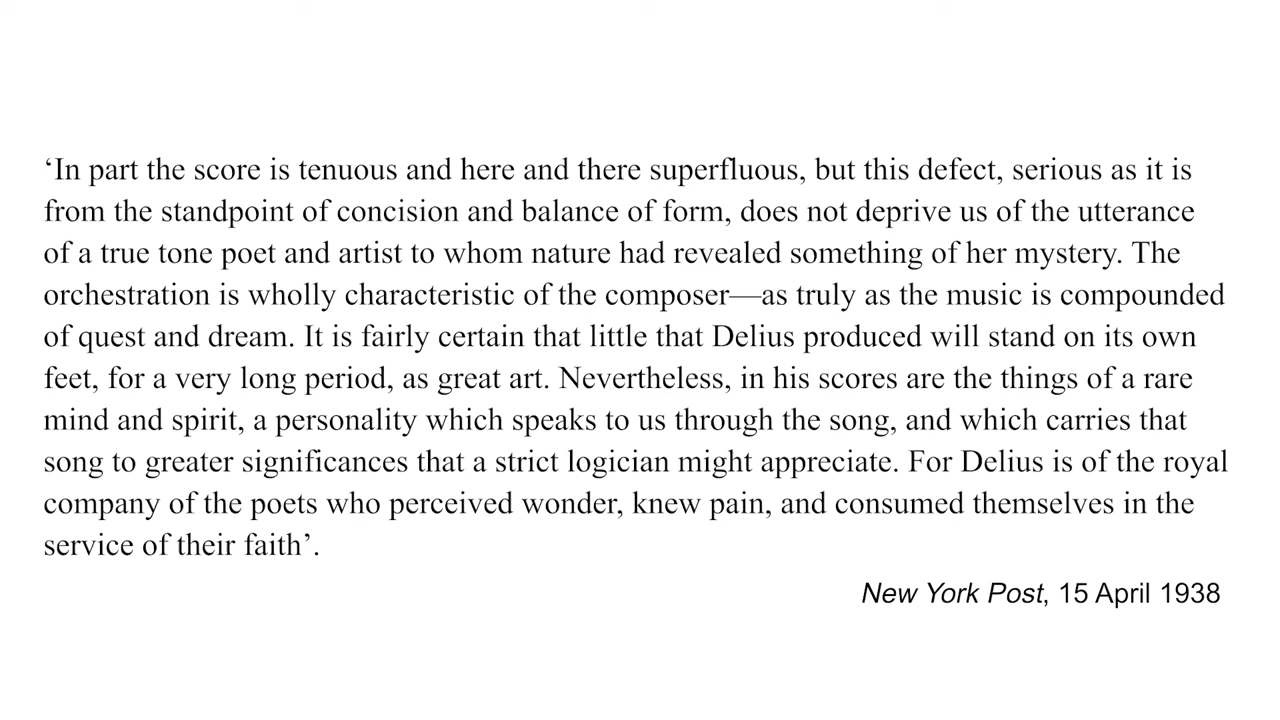 ‘In part the score is tenuous and here and there superfluous, but this defect, serious as it is
from the standpoint of concision and balance of form, does not deprive us of the utterance
of a true tone poet and artist to whom nature had revealed something of her mystery. The
orchestration is wholly characteristic of the composer—as truly as the music is compounded
of quest and dream. It is fairly certain that little that Delius produced will stand on its own
feet, for a very long period, as great art. Nevertheless, in his scores are the things of a rare
mind and spirit, a personality which speaks to us through the song, and which carries that
song to greater significances that a strict logician might appreciate. For Delius is of the royal
company of the poets who perceived wonder, knew pain, and consumed themselves in the
service of their faith’.
New York Post, 15 April 1938